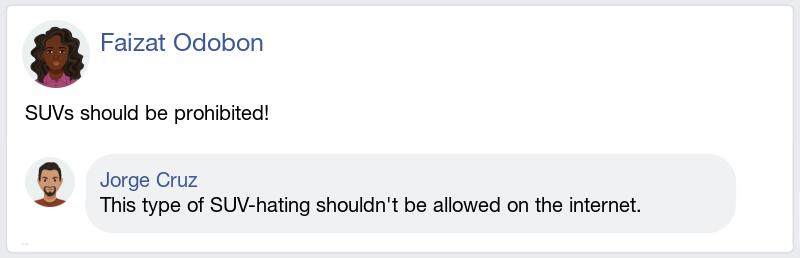 Faizat Odobon
SUVs should be prohibited!
Jorge Cruz
This type of SUV-hating shouldn't be allowed on the internet.